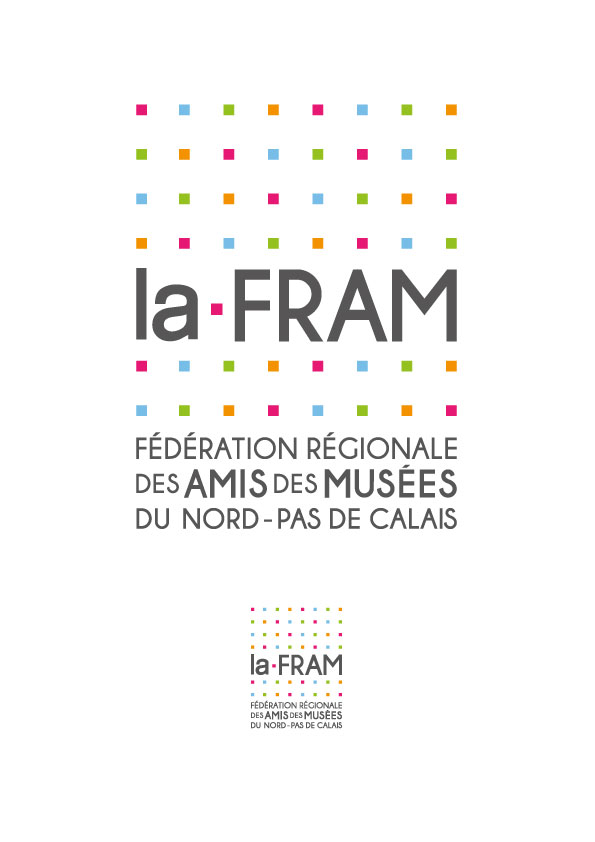 la·FRAM
FÉDÉRATION RÉGIONALE
DES AMIS DES MUSÉES
DU NORD-PAS DE CALAIS
la·FRAM
FÉDÉRATION RÉGIONALE
DES AMIS DES MUSÉES
DU NORD-PAS DE CALAIS